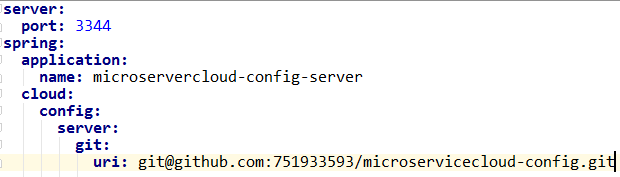 server:
  port: 3344
spring:
  application:
    name: microservercloud-config-server
  cloud:
    config:
      server:
        git:
          uri: git@github.com:751933593/microservicecloud-config.git